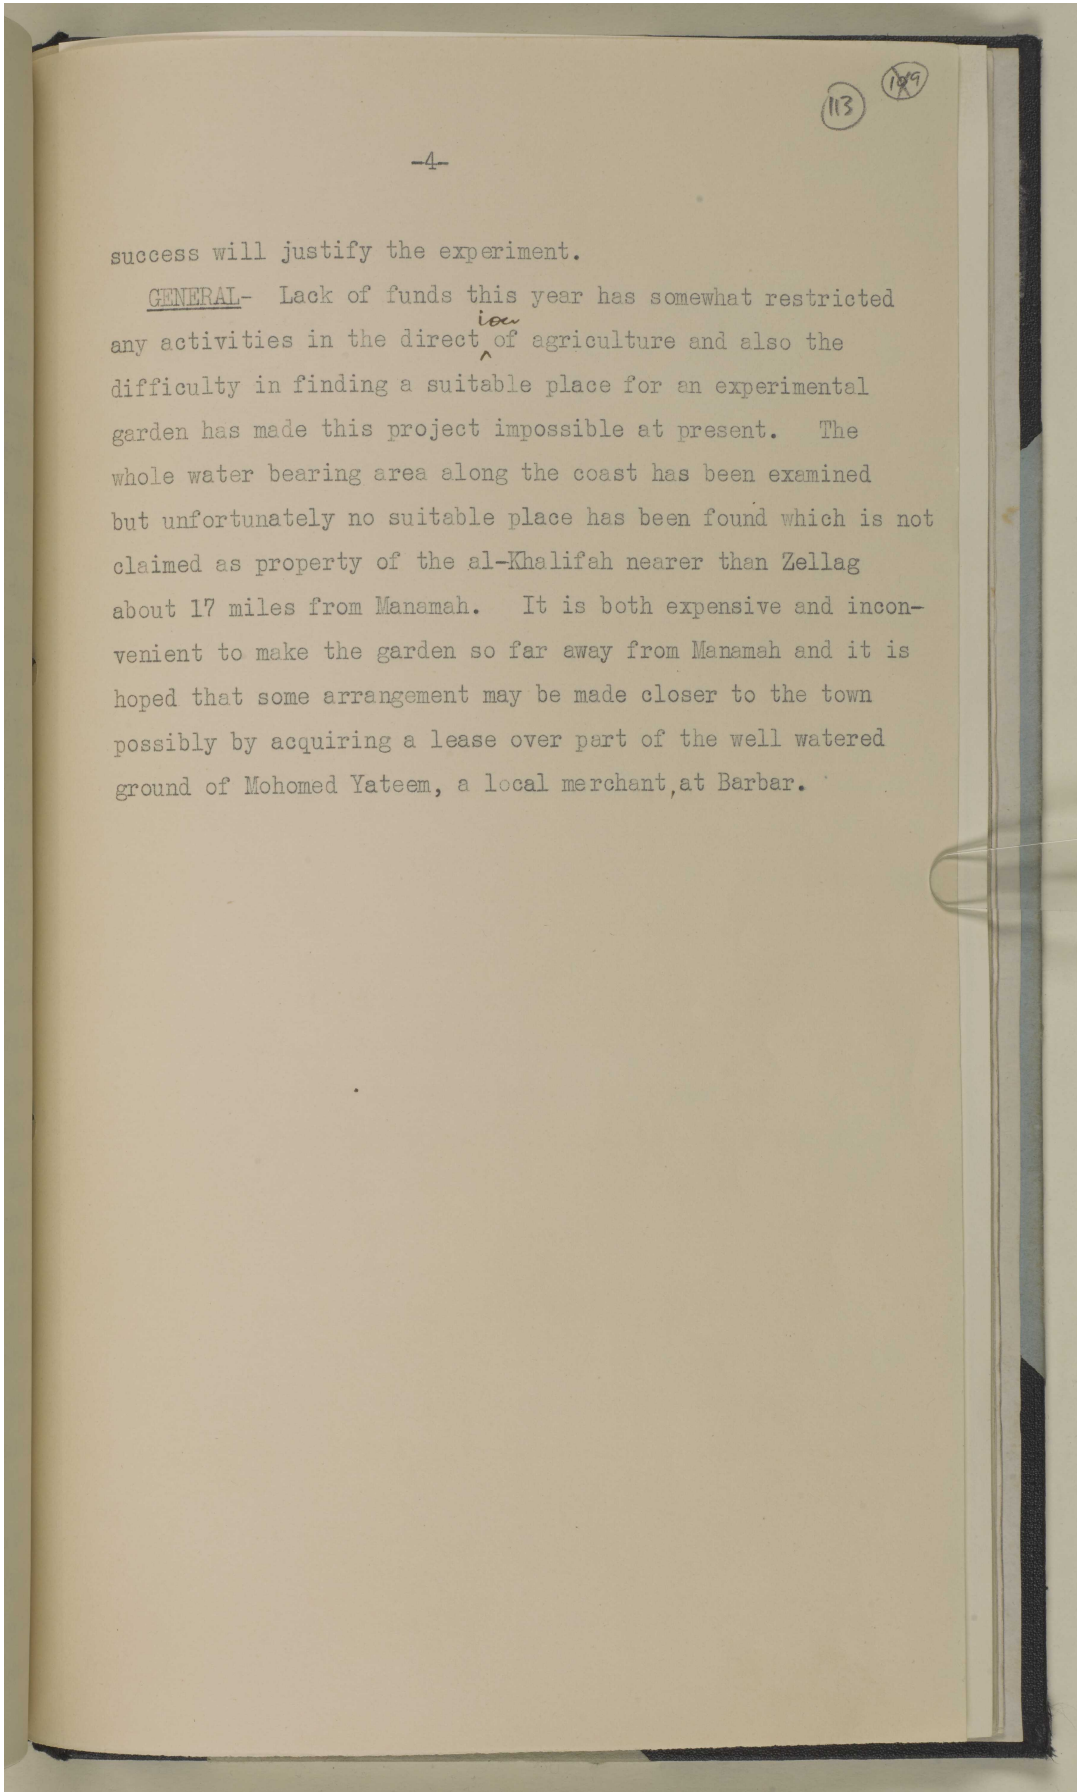 113
-4-
success will justify the experiment.
GENERAL- Lack of funds this year has somewhat restricted
any activities in the direct^ion of agriculture and also the
difficulty in finding a suitable place for an experimental
garden has made this project impossible at present. The
whole water bearing area along the coast has been examined
but unfortunately no suitable place has been found which is not
claimed as property of the al-Khalifah nearer than Zellag
about 17 miles from Manamah. It is both expensive and incon-
venient to make the garden so far away from Manamah and it is
hoped that some arrangement may be made closer to the town
possibly by acquiring a lease over part of the well watered
ground of Mohomed Yateem, a local merchant, at Barbar.